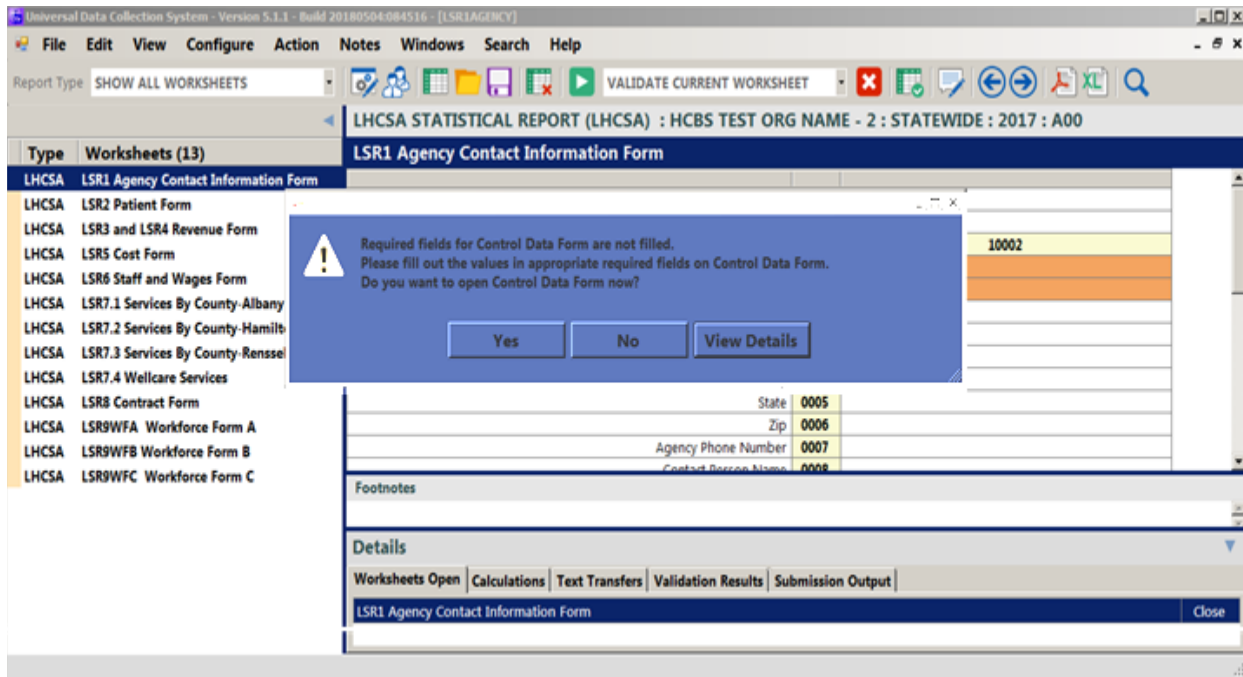 Universal Data Collection System - Version 5.1.1 - Build 20180504:084516 - [LSR1AGENCY]
File Edit View Configure Action Notes Windows Search Help
Report Type SHOW ALL WORKSHEETS VALIDATE CURRENT WORKSHEET
LHCSA STATISTICAL REPORT (LHCSA) : HCBS TEST ORG NAME - 2 : STATEWIDE : 2017 : A00
Type Worksheets (13)
LHCSA LSR1 Agency Contact Information Form
LHCSA LSR2 Patient Form
LHCSA LSR3 and LSR4 Revenue Form
LHCSA LSR5 Cost Form
LHCSA LSR6 Staff and Wages Form
LHCSA LSR7.1 Services By County-Albany
LHCSA LSR7.2 Services By County-Hamilt
LHCSA LSR7.3 Services By County-Renssel
LHCSA LSR7.4 Wellcare Services
LHCSA LSR8 Contract Form
LHCSA LSR9WFA Workforce Form A
LHCSA LSR9WFB Workforce Form B
LHCSA LSR9WFC Workforce Form C
LSR1 Agency Contact Information Form
10002
Required fields for Control Data Form are not filled.
Please fill out the values in appropriate required fields on Control Data Form.
Do you want to open Control Data Form now?
Yes No View Details
State 0005
Zip 0006
Agency Phone Number 0007
Contact Person Name 0008
Footnotes
Details
Worksheets Open Calculations Text Transfers Validation Results Submission Output
LSR1 Agency Contact Information Form Close